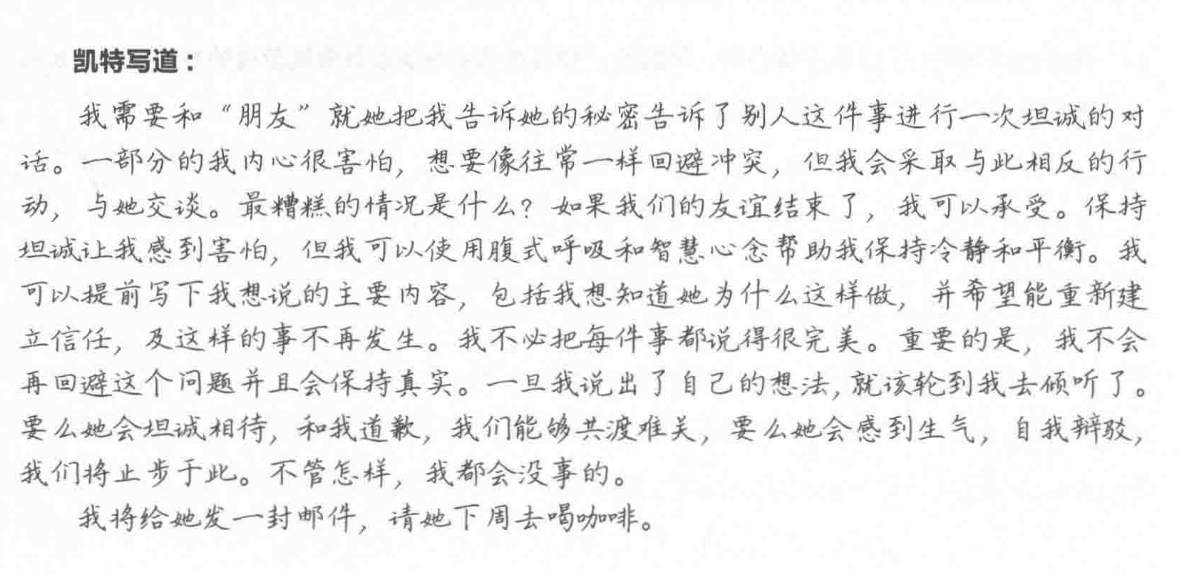 凯特写道：
我需要和“朋友”就她把我告诉她的秘密告诉了别人这件事进行一次坦诚的对
话。一部分的我内心很害怕，想要像往常一样回避冲突，但我会采取与此相反的行
动，与她交谈。最糟糕的情况是什么？如果我们的友谊结束了，我可以承受。保持
坦诚让我感到害怕，但我可以使用腹式呼吸和智慧心念帮助我保持冷静和平衡。我
可以提前写下我想说的主要内容，包括我想知道她为什么这样做，并希望能重新建
立信任，及这样的事不再发生。我不必把每件事都说得很完美。重要的是，我不会
再回避这个问题并且会保持真实。一旦我说出了自己的想法，就该轮到我去倾听了。
要么她会坦诚相待，和我道歉，我们能够共渡难关，要么她会感到生气，自我辩驳，
我们将止步于此。不管怎样，我都会没事的。
我将给她发一封邮件，请她下周去喝咖啡。